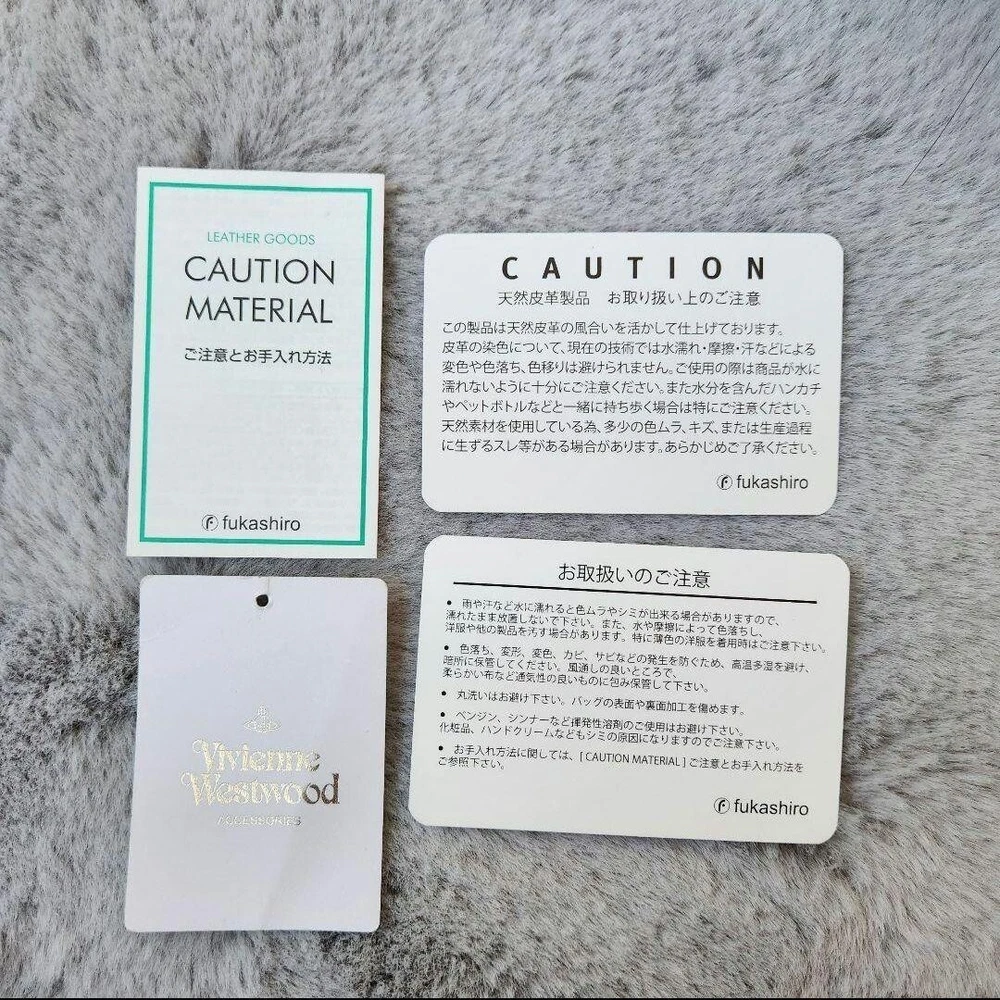 LEATHER GOODS
CAUTION
MATERIAL
ご注意とお手入れ方法
fukashiro
CAUTION
天然皮革製品 お取り扱い上のご注意
この製品は天然皮革の風合いを活かして仕上げております。
皮革の染色について、現在の技術では水濡れ・摩擦・汗などによる
変色や色落ち、色移りは避けられません。ご使用の際は商品が水に
濡れないように十分にご注意ください。また水分を含んだハンカチ
やペットボトルなどと一緒に持ち歩く場合は特にご注意ください。
天然素材を使用している為、多少の色ムラ、キズ、または生産過程
に生ずるスレ等がある場合があります。あらかじめご了承ください。
fukashiro
Vivienne
Westwood
ACCESSORIES
お取扱いのご注意
• 雨や汗など水に濡れると色ムラやシミが出来る場合がありますので、
濡れたまま放置しないで下さい。また、水や摩擦によって色落ちし、
洋服や他の製品を汚す場合があります。特に薄色の洋服を着用時はご注意下さい。
• 色落ち、変形、変色、カビ、サビなどの発生を防ぐため、高温多湿を避け、
暗所に保管してください。風通しの良いところで、
柔らかい布など通気性の良いものに包み保管して下さい。
• 丸洗いはお避け下さい。バッグの表面や裏面加工を傷めます。
• ベンジン、シンナーなど揮発性溶剤のご使用はお避け下さい。
化粧品、ハンドクリームなどもシミの原因になりますのでご注意下さい。
• お手入れ方法に関しては、[ CAUTION MATERIAL ] ご注意とお手入れ方法を
ご参照下さい。
fukashiro